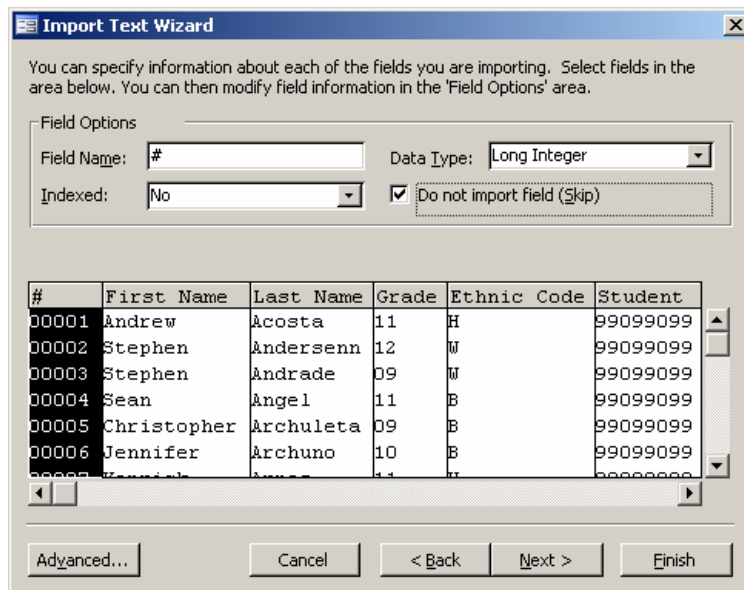 Import Text Wizard
You can specify information about each of the fields you are importing. Select fields in the
area below. You can then modify field information in the 'Field Options' area.
Field Options
Field Name: # Data Type: Long Integer
Indexed: No Do not import field (Skip)
# First Name Last Name Grade Ethnic Code Student
00001 Andrew Acosta 11 H 99099099
00002 Stephen Andersenn 12 W 99099099
00003 Stephen Andrade 09 W 99099099
00004 Sean Angel 11 B 99099099
00005 Christopher Archuleta 09 B 99099099
00006 Jennifer Archuno 10 B 99099099
Advanced... Cancel < Back Next > Finish